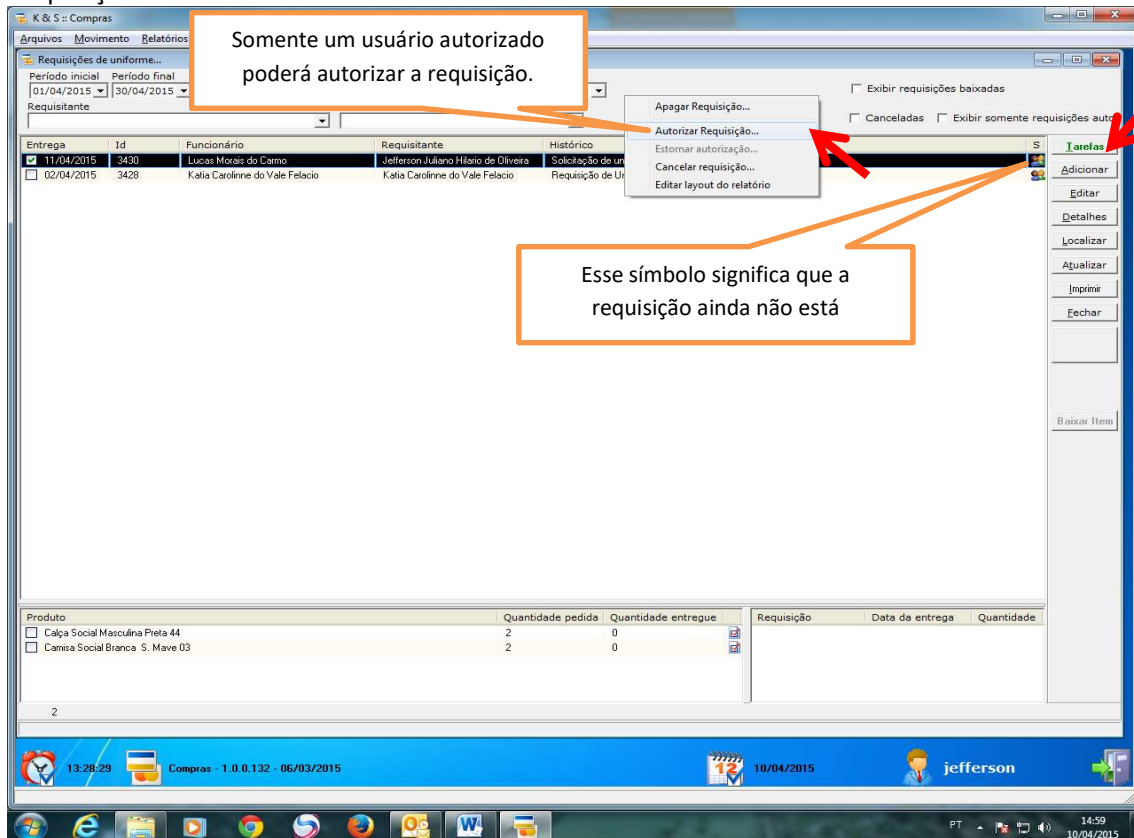 K & S :: Compras
Arquivos Movimento Relatórios
Somente um usuário autorizado
poderá autorizar a requisição.
Requisições de uniforme...
Período inicial Período final
01/04/2015 30/04/2015
Exibir requisições baixadas
Requisitante
Canceladas Exibir somente requisições auto
Apagar Requisição...
Autorizar Requisição...
Estornar autorização...
Cancelar requisição...
Editar layout do relatório
Entrega Id Funcionário Requisitante Histórico S
11/04/2015 3430 Lucas Morais do Carmo Jefferson Juliano Hilario de Oliveira Solicitação de un
02/04/2015 3428 Katia Carolinne do Vale Felacio Katia Carolinne do Vale Felacio Requisição de Un
Tarefas
Adicionar
Editar
Detalhes
Localizar
Atualizar
Imprimir
Fechar
Baixar Item
Esse símbolo significa que a
requisição ainda não está
Produto Quantidade pedida Quantidade entregue Requisição Data da entrega Quantidade
Calça Social Masculina Preta 44 2 0
Camisa Social Branca S. Mave 03 2 0
2
13:28:29 Compras - 1.0.0.132 - 06/03/2015 12 10/04/2015 jefferson
PT 14:59
10/04/2015